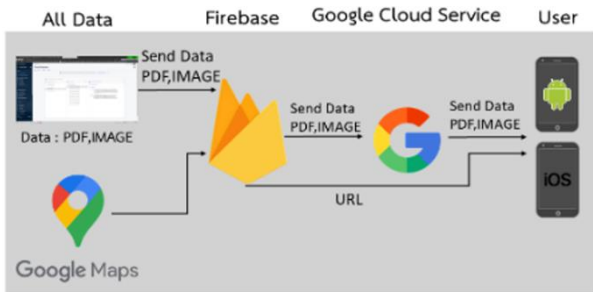 All Data
Firebase
Google Cloud Service
User
Send Data
PDF,IMAGE
Data : PDF,IMAGE
Send Data
PDF,IMAGE
Send Data
PDF,IMAGE
iOS
URL
Google Maps